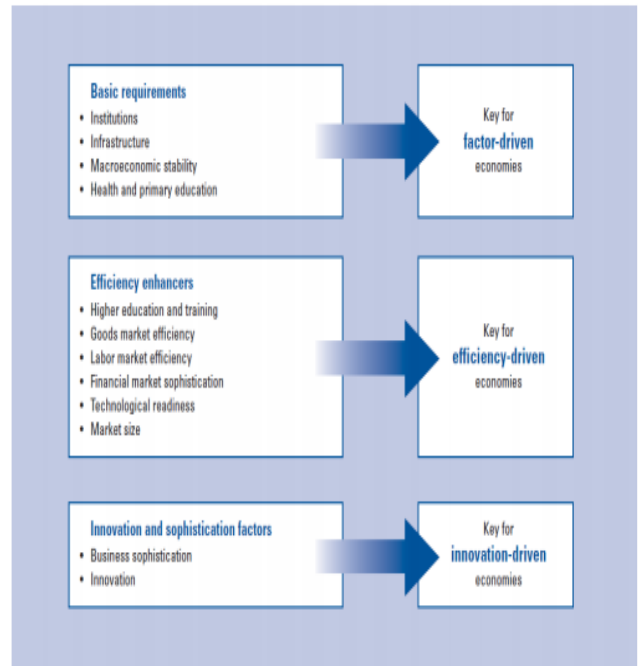 Basic requirements
• Institutions
• Infrastructure
• Macroeconomic stability
• Health and primary education
Key for
factor-driven
economies
Efficiency enhancers
• Higher education and training
• Goods market efficiency
• Labor market efficiency
• Financial market sophistication
• Technological readiness
• Market size
Key for
efficiency-driven
economies
Innovation and sophistication factors
• Business sophistication
• Innovation
Key for
innovation-driven
economies